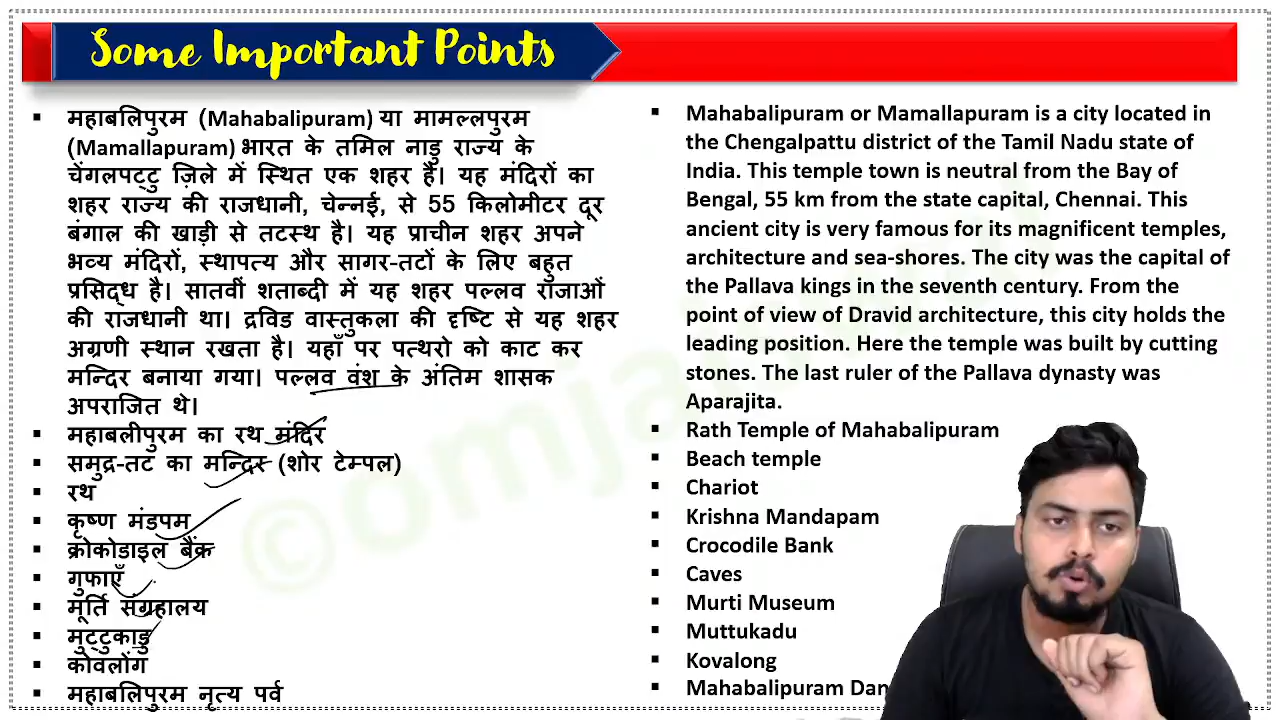 Some Important Points
महाबलिपुरम (Mahabalipuram) या मामल्लपुरम
(Mamallapuram) भारत के तमिल नाडु राज्य के
चेंगलपट्टु ज़िले में स्थित एक शहर है। यह मंदिरों का
शहर राज्य की राजधानी, चेन्नई, से 55 किलोमीटर दूर
बंगाल की खाड़ी से तटस्थ है। यह प्राचीन शहर अपने
भव्य मंदिरों, स्थापत्य और सागर-तटों के लिए बहुत
प्रसिद्ध है। सातवीं शताब्दी में यह शहर पल्लव राजाओं
की राजधानी था। द्रविड वास्तुकला की दृष्टि से यह शहर
अग्रणी स्थान रखता है। यहाँ पर पत्थरो को काट कर
मन्दिर बनाया गया। पल्लव वंश के अंतिम शासक
अपराजित थे।
महाबलीपुरम का रथ मंदिर
समुद्र-तट का मन्दिर (शोर टेम्पल)
रथ
कृष्ण मंडपम
क्रोकोडाइल बैंक
गुफाएँ
मूर्ति संग्रहालय
मुट्टुकाडु
कोवलोंग
महाबलिपुरम नृत्य पर्व
Mahabalipuram or Mamallapuram is a city located in
the Chengalpattu district of the Tamil Nadu state of
India. This temple town is neutral from the Bay of
Bengal, 55 km from the state capital, Chennai. This
ancient city is very famous for its magnificent temples,
architecture and sea-shores. The city was the capital of
the Pallava kings in the seventh century. From the
point of view of Dravid architecture, this city holds the
leading position. Here the temple was built by cutting
stones. The last ruler of the Pallava dynasty was
Aparajita.
Rath Temple of Mahabalipuram
Beach temple
Chariot
Krishna Mandapam
Crocodile Bank
Caves
Murti Museum
Muttukadu
Kovalong
Mahabalipuram Dan